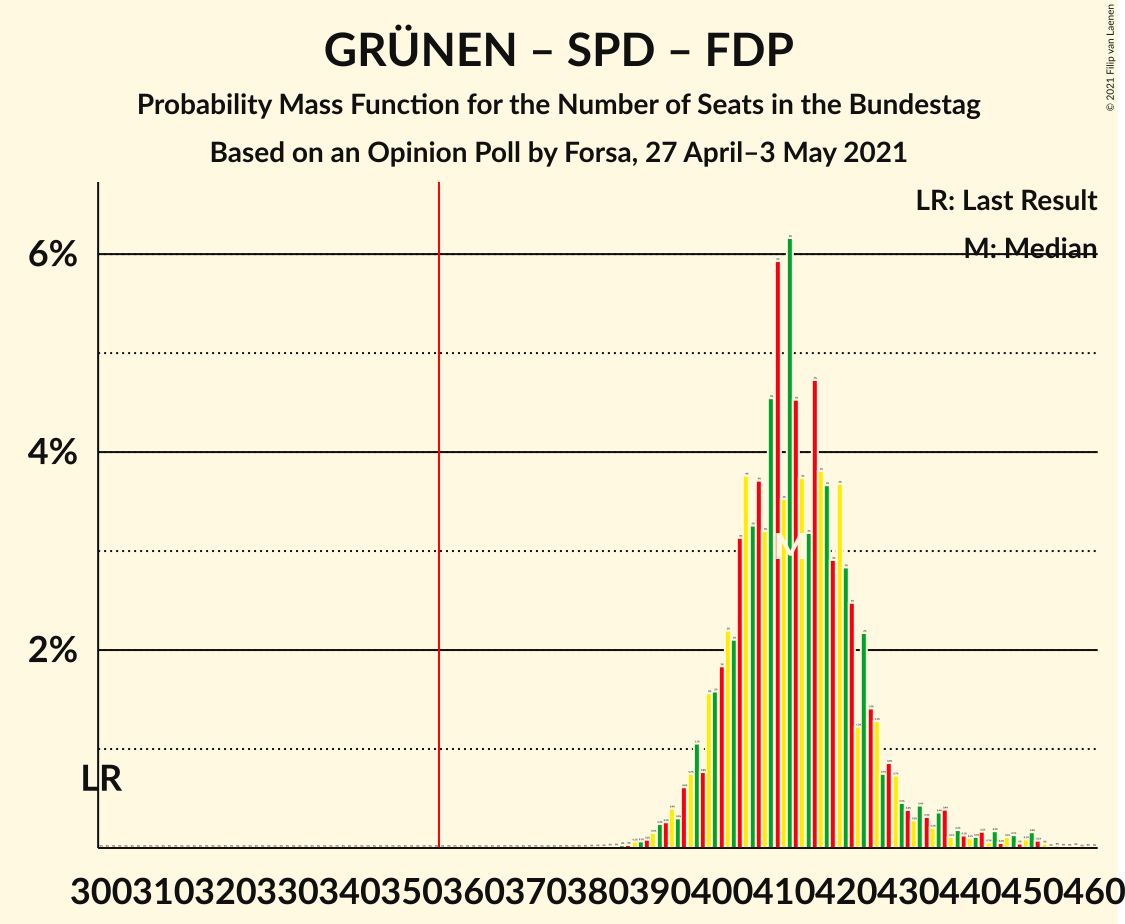 GRÜNEN – SPD – FDP
Probability Mass Function for the Number of Seats in the Bundestag
Based on an Opinion Poll by Forsa, 27 April–3 May 2021
© 2021 Filip van Laenen
LR: Last Result
M: Median
6%
4%
2%
LR
M
300 310 320 330 340 350 360 370 380 390 400 410 420 430 440 450 460